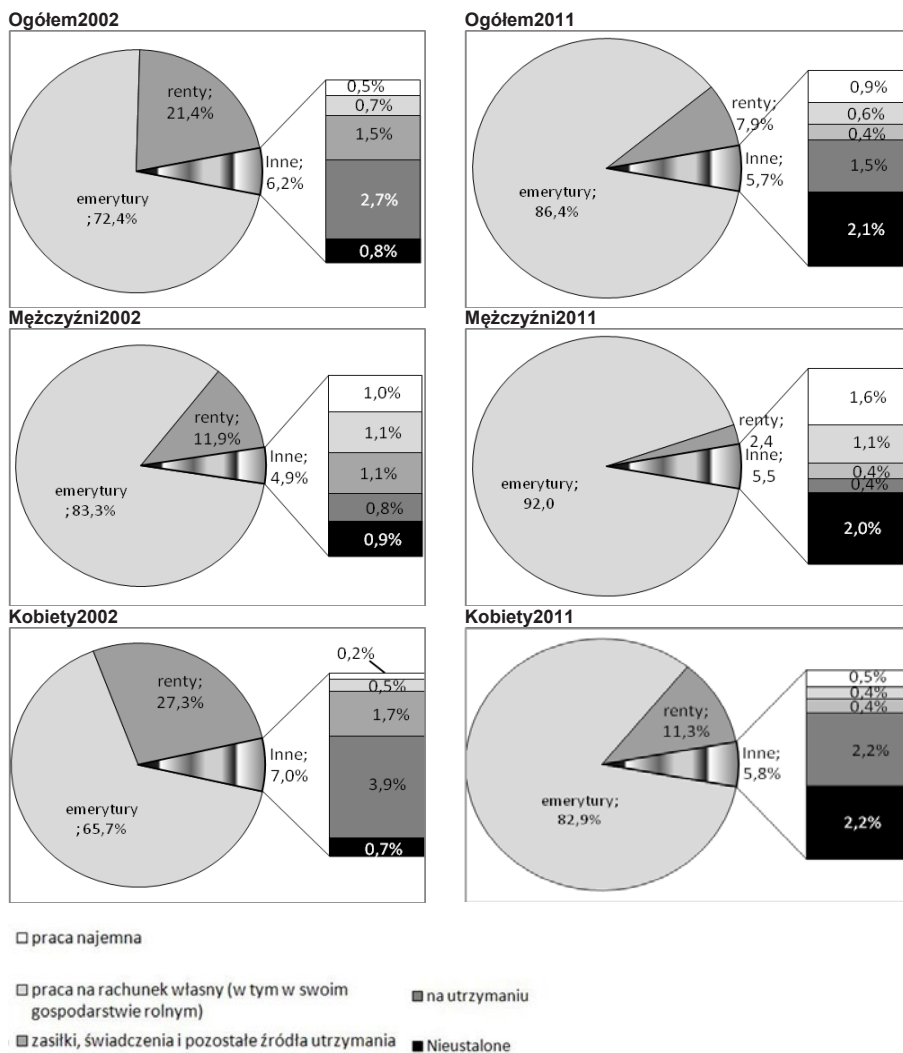 Ogółem2002
renty;
21,4%
Inne;
6,2%
emerytury
;72,4%
0,5%
0,7%
1,5%
2,7%
0,8%
Ogółem2011
renty;
7,9%
Inne;
5,7%
emerytury;
86,4%
0,9%
0,6%
0,4%
1,5%
2,1%
Mężczyźni2002
renty;
11,9%
Inne;
4,9%
emerytury
;83,3%
1,0%
1,1%
1,1%
0,8%
0,9%
Mężczyźni2011
renty;
2,4
Inne;
5,5
emerytury;
92,0
1,6%
1,1%
0,4%
0,4%
2,0%
Kobiety2002
renty;
27,3%
Inne;
7,0%
emerytury
;65,7%
0,2%
0,5%
1,7%
3,9%
0,7%
Kobiety2011
renty;
11,3%
Inne;
5,8%
emerytury;
82,9%
0,5%
0,4%
0,4%
2,2%
2,2%
praca najemna
praca na rachunek własny (w tym w swoim
gospodarstwie rolnym)
na utrzymaniu
zasiłki, świadczenia i pozostałe źródła utrzymania
Nieustalone